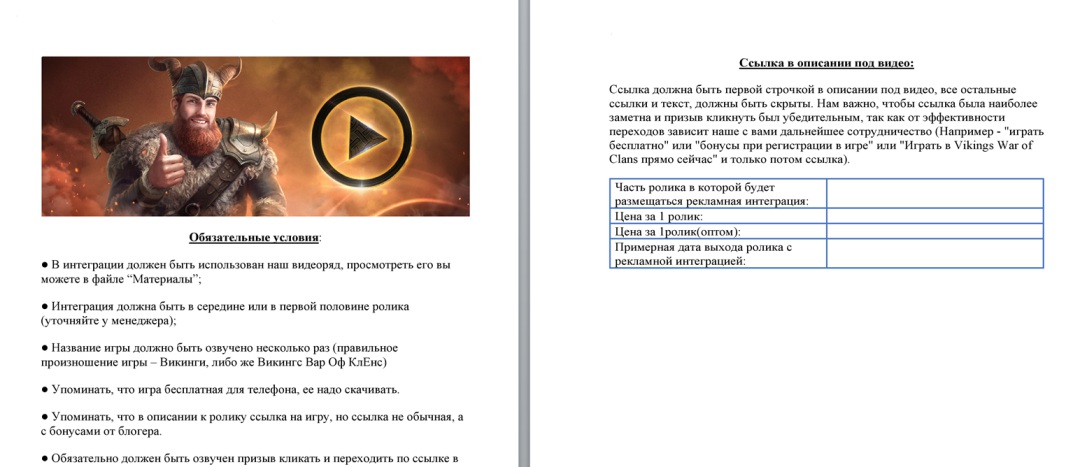 Обязательные условия:
● В интеграции должен быть использован наш видеоряд, просмотреть его вы
можете в файле “Материалы”;
● Интеграция должна быть в середине или в первой половине ролика
(уточняйте у менеджера);
● Название игры должно быть озвучено несколько раз (правильное
произношение игры – Викинги, либо же Викингс Вар Оф КлЕнс)
● Упоминать, что игра бесплатная для телефона, ее надо скачивать.
● Упоминать, что в описании к ролику ссылка на игру, но ссылка не обычная, а
с бонусами от блогера.
● Обязательно должен быть озвучен призыв кликать и переходить по ссылке в
Ссылка в описании под видео:
Ссылка должна быть первой строчкой в описании под видео, все остальные
ссылки и текст, должны быть скрыты. Нам важно, чтобы ссылка была наиболее
заметна и призыв кликнуть был убедительным, так как от эффективности
переходов зависит наше с вами дальнейшее сотрудничество (Например - "играть
бесплатно" или "бонусы при регистрации в игре" или "Играть в Vikings War of
Clans прямо сейчас" и только потом ссылка).
Часть ролика в которой будет
размещаться рекламная интеграция:
Цена за 1 ролик:
Цена за 1ролик(оптом):
Примерная дата выхода ролика с
рекламной интеграцией: